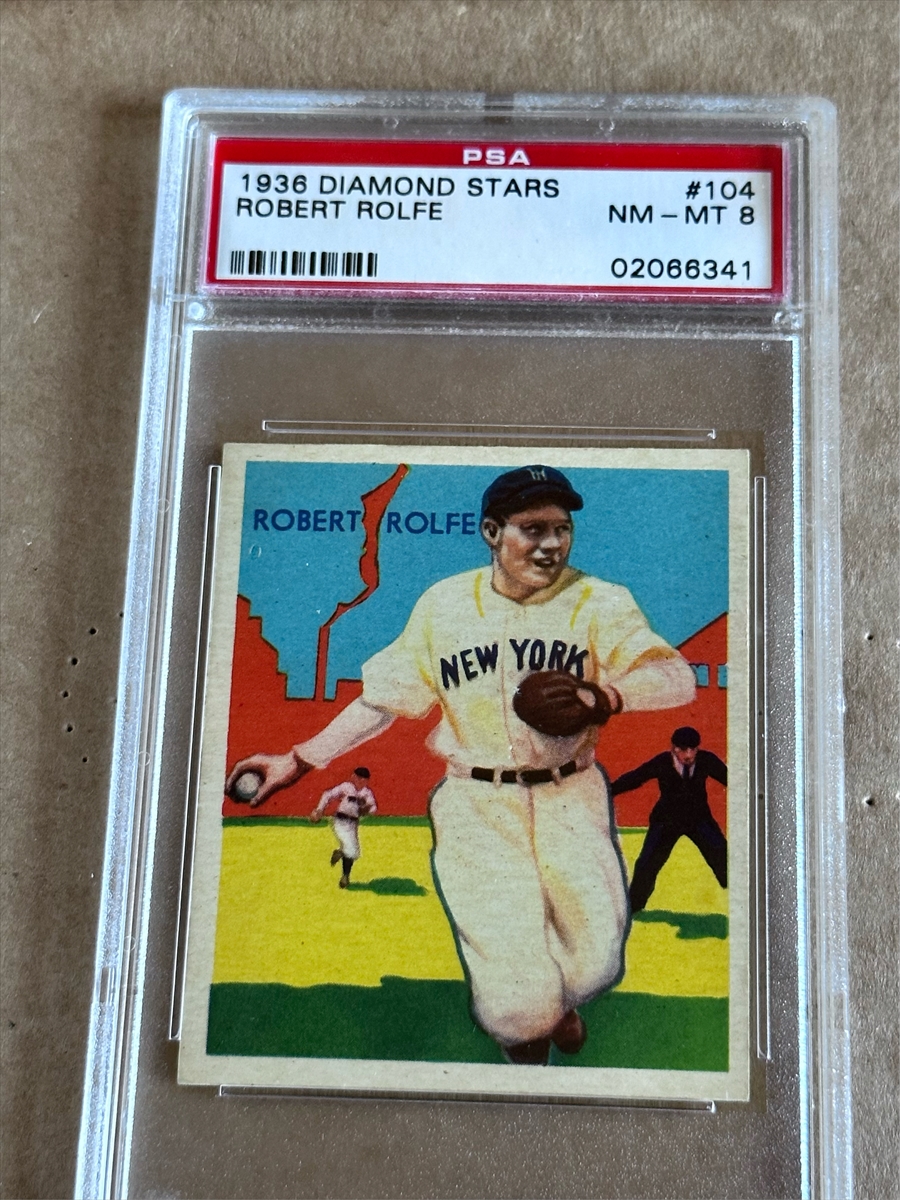 PSA
1936 DIAMOND STARS #104
ROBERT ROLFE NM - MT 8
02066341
ROBERT ROLFE
NEW YORK